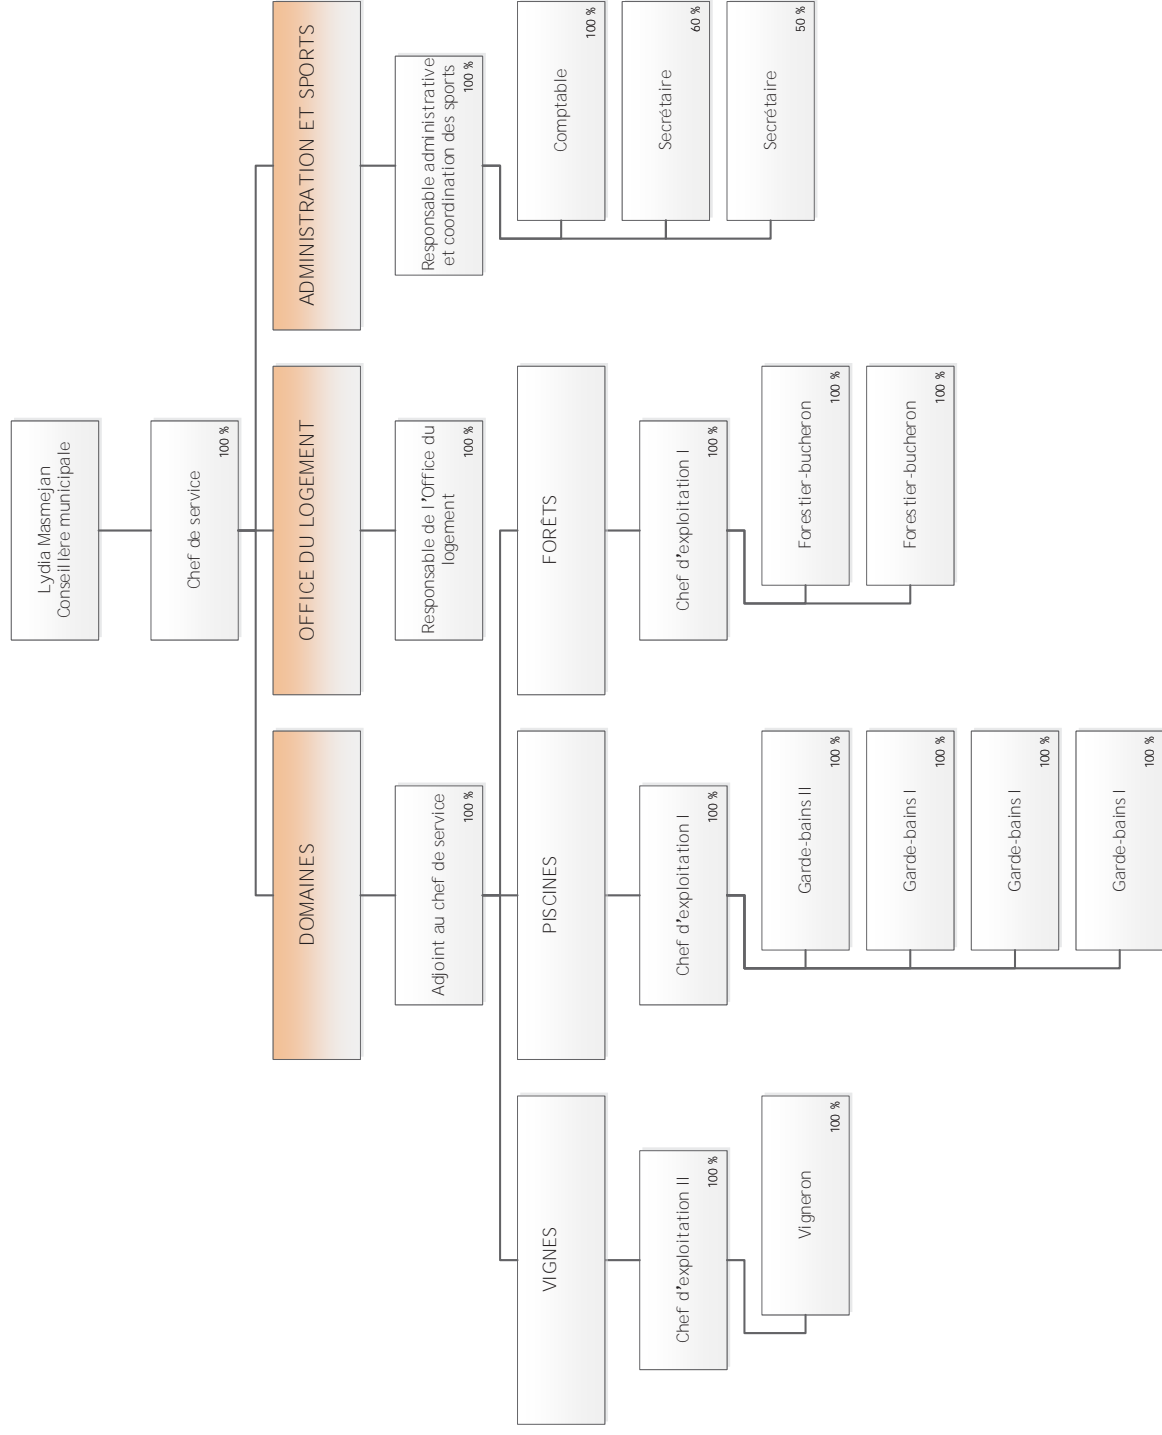 Lydia Masmejan
Conseillère municipale
Chef de service
100 %
DOMAINES
OFFICE DU LOGEMENT
ADMINISTRATION ET SPORTS
Adjoint au chef de service
100 %
Responsable de l'Office du
logement
100 %
Responsable administrative
et coordination des sports
100 %
VIGNES
PISCINES
FORÊTS
Comptable
100 %
Secrétaire
60 %
Secrétaire
50 %
Chef d'exploitation II
100 %
Chef d'exploitation I
100 %
Chef d'exploitation I
100 %
Vigneron
100 %
Garde-bains II
100 %
Garde-bains I
100 %
Garde-bains I
100 %
Garde-bains I
100 %
Forestier-bucheron
100 %
Forestier-bucheron
100 %